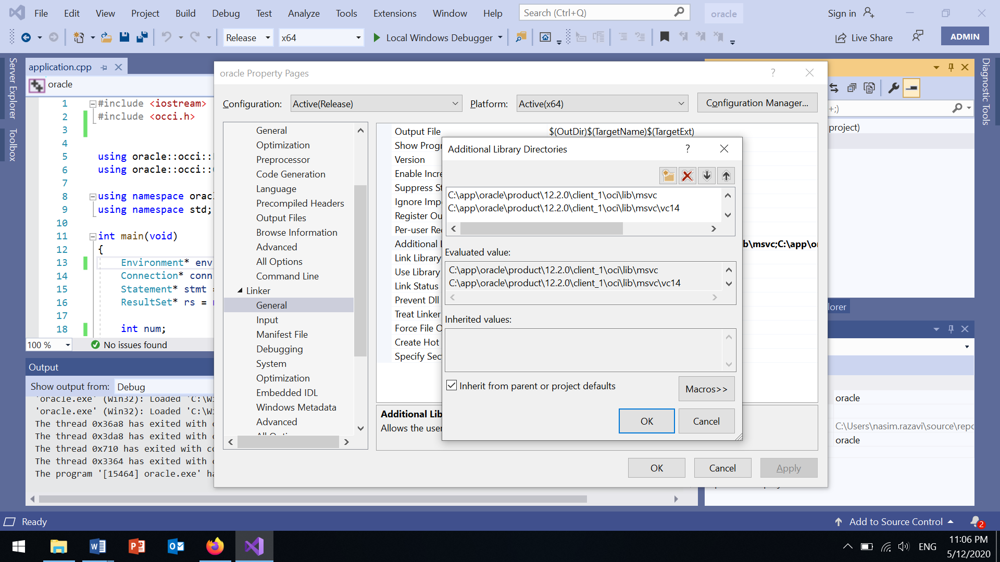 File Edit View Project Build Debug Test Analyze Tools Extensions Window Help Search (Ctrl+Q) oracle Sign in
Release x64 Local Windows Debugger Live Share ADMIN
Server Explorer
Toolbox
application.cpp
oracle
1 #include <iostream>
2 #include <occi.h>
3
4
5 using oracle::occi::
6 using oracle::occi::
7
8 using namespace orac
9 using namespace std;
10
11 int main(void)
12 {
13 Environment* env
14 Connection* conn
15 Statement* stmt =
16 ResultSet* rs =
17
18 int num;
100 % No issues found
Output
Show output from: Debug
'oracle.exe' (Win32): Loaded 'C:\Wi
'oracle.exe' (Win32): Loaded 'C:\Wi
The thread 0x36a8 has exited with c
The thread 0x3da8 has exited with c
The thread 0x710 has exited with co
The thread 0x3364 has exited with c
The program '[15464] oracle.exe' ha
oracle Property Pages ?
Configuration: Active(Release) Platform: Active(x64) Configuration Manager...
General
Optimization
Preprocessor
Code Generation
Language
Precompiled Headers
Output Files
Browse Information
Advanced
All Options
Command Line
Linker
General
Input
Manifest File
Debugging
System
Optimization
Embedded IDL
Windows Metadata
Advanced
Output File $(OutDir)$(TargetName)$(TargetExt)
Show Progr
Version
Enable Incre
Suppress St
Ignore Imp
Register Ou
Per-user Re
Additional L b\msvc;C:\app\o
Link Library
Use Library
Link Status
Prevent Dll
Treat Linker
Force File O
Create Hot
Specify Sec
Additional Lib
Allows the user
Additional Library Directories ?
C:\app\oracle\product\12.2.0\client_1\oci\lib\msvc
C:\app\oracle\product\12.2.0\client_1\oci\lib\msvc\vc14
Evaluated value:
C:\app\oracle\product\12.2.0\client_1\oci\lib\msvc
C:\app\oracle\product\12.2.0\client_1\oci\lib\msvc\vc14
Inherited values:
Inherit from parent or project defaults
Macros>>
OK Cancel
OK Cancel Apply
+;)
project)
lorer
oracle
C:\Users\nasim.razavi\source\repo
oracle
Diagnostic Tools
Ready Add to Source Control 2
ENG
11:06 PM
5/12/2020